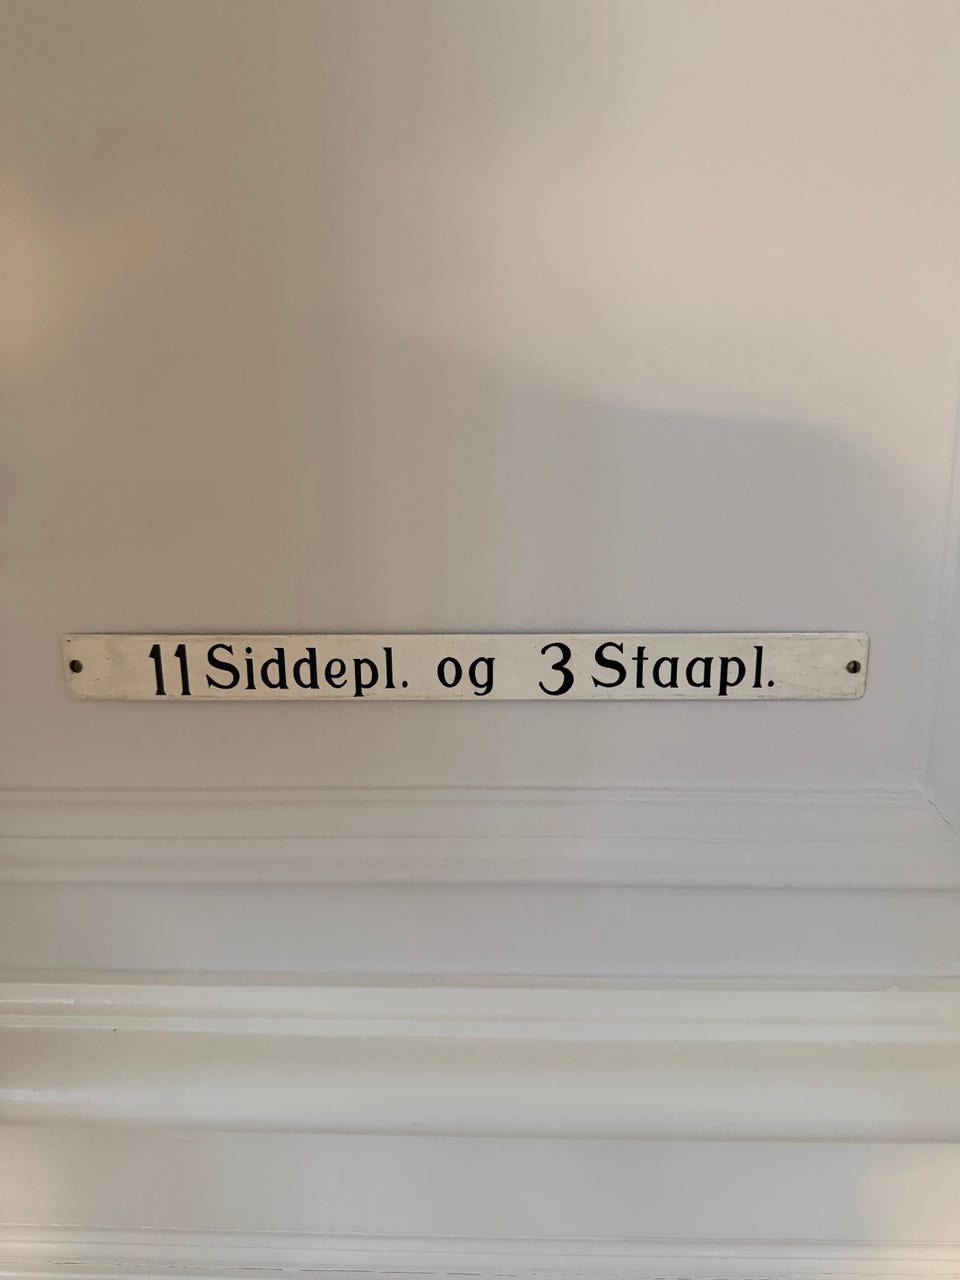 11 Siddepl. og 3 Staapl.